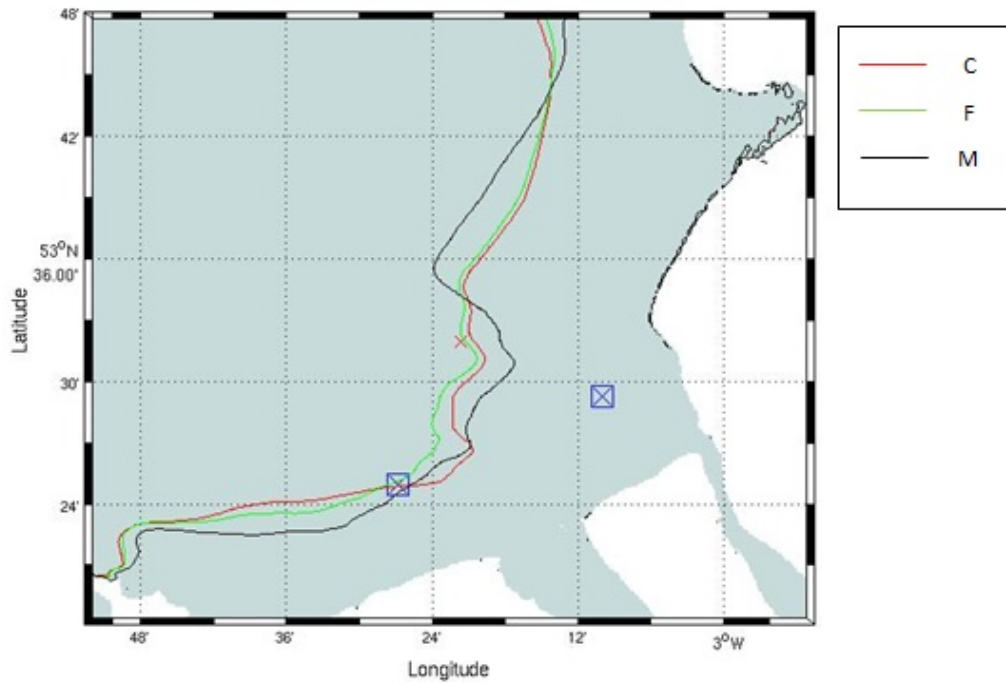 48'
C
F
M
42'
53°N
36.00'
Latitude
30'
24'
48'
36'
24'
12'
3°W
Longitude